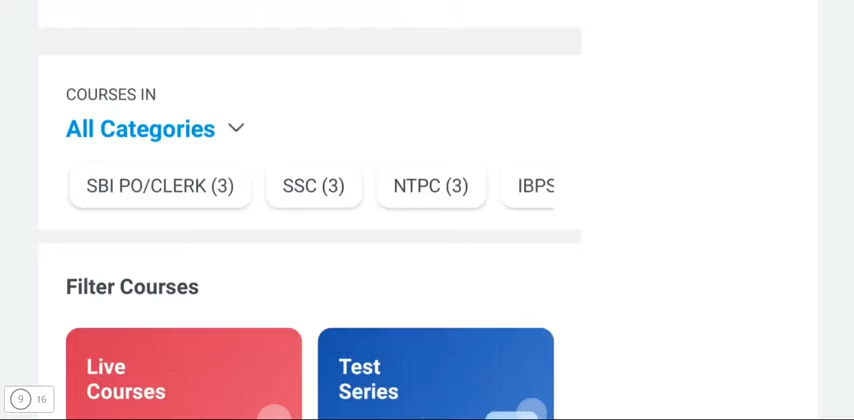 COURSES IN
All Categories
SBI PO/CLERK (3) SSC (3) NTPC (3) IBPS
Filter Courses
Live
Courses
Test
Series
9 16